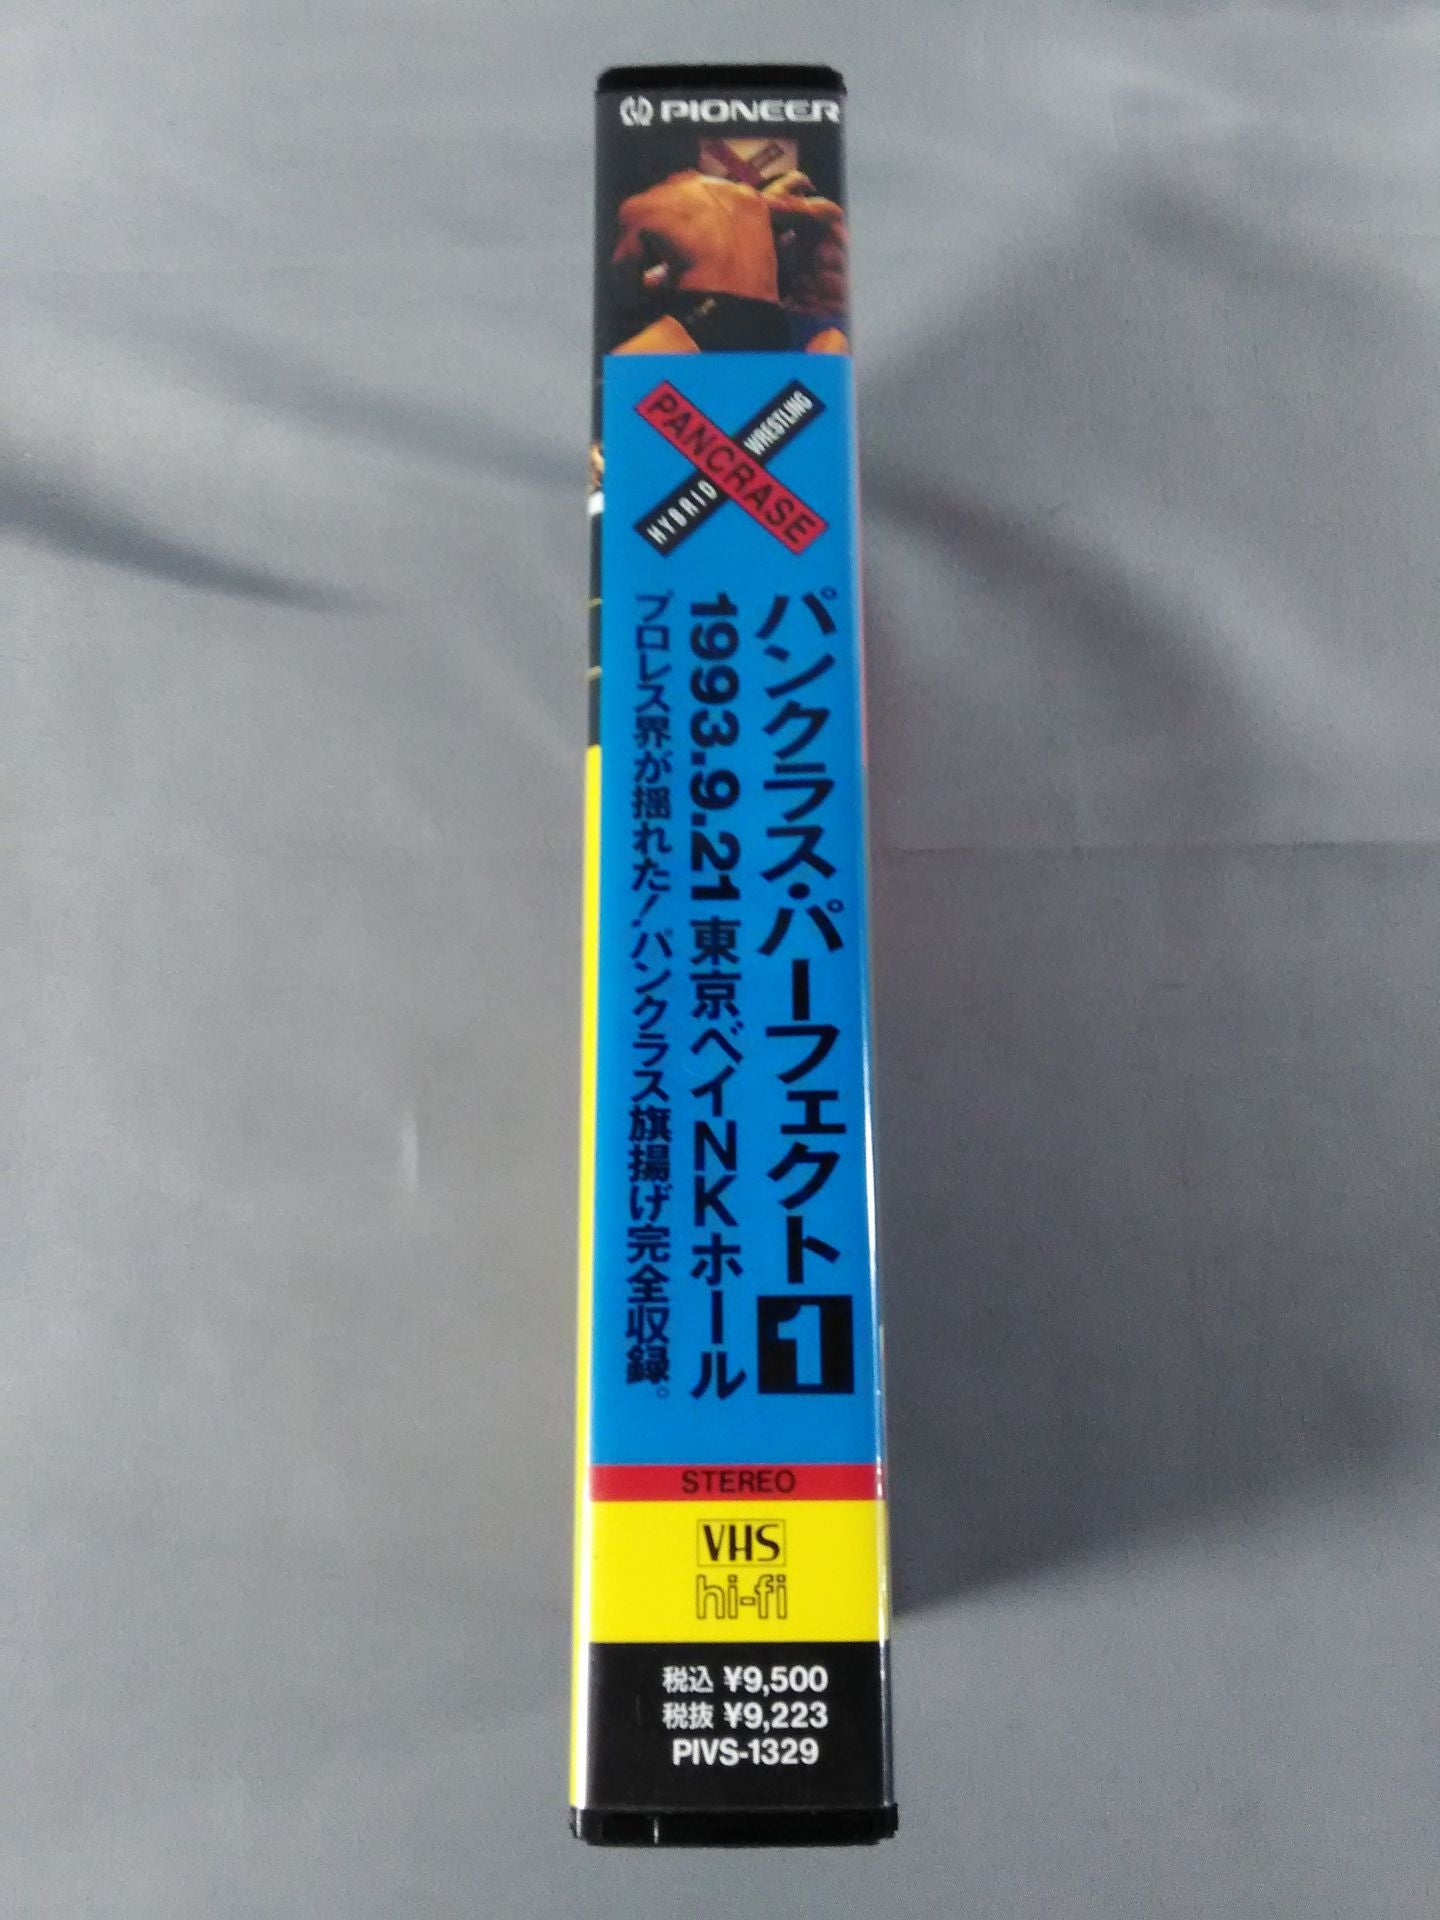 PIONEER
PANCRASE
HYBRID WRESTLING
パンクラス・パーフェクト1
1993.9.21東京ベイNKホール
プロレス界が揺れた!パンクラス旗揚げ完全収録。
STEREO
VHS
hi-fi
税込 ¥9,500
税抜 ¥9,223
PIVS-1329